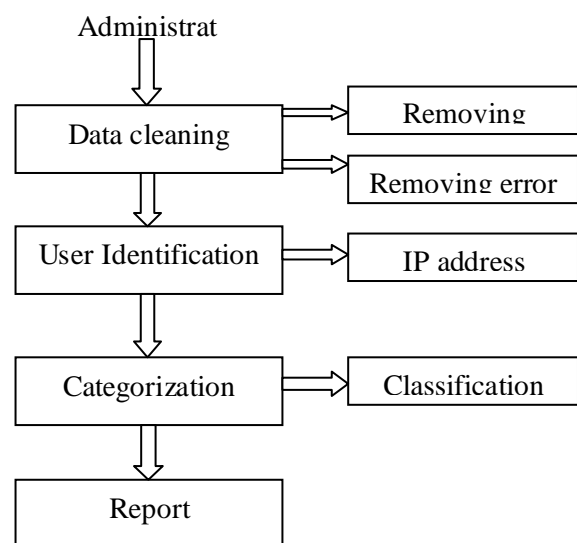 Administrat
Data cleaning
Removing
Removing error
User Identification
IP address
Categorization
Classification
Report